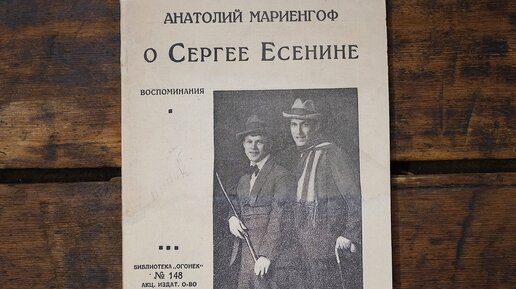 АНАТОЛИЙ МАРИЕНГОФ
О СЕРГЕЕ ЕСЕНИНЕ
ВОСПОМИНАНИЯ
БИБЛИОТЕКА „ОГОНЕК"
№ 148
АКЦ. ИЗДАТ. О-ВО